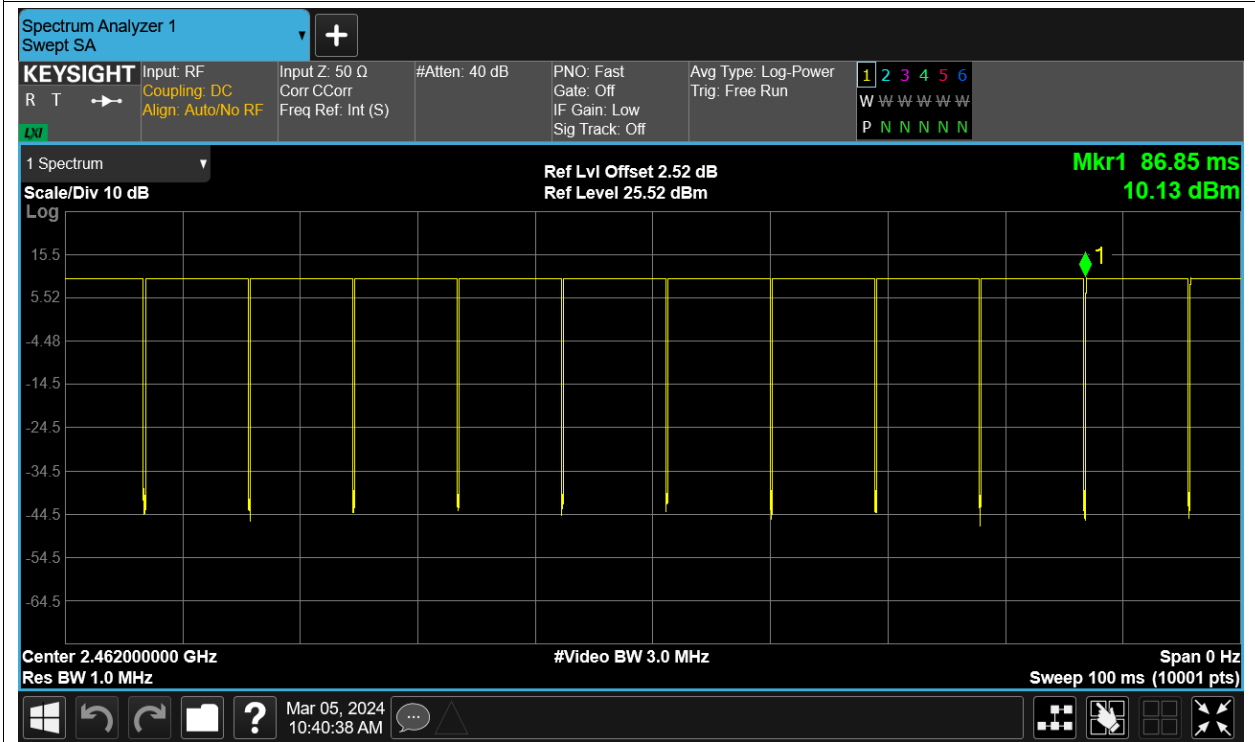 Spectrum Analyzer 1
Swept SA
KEYSIGHT
R T
LXI
Input: RF
Coupling: DC
Align: Auto/No RF
Input Z: 50 Ω
Corr CCorr
Freq Ref: Int (S)
#Atten: 40 dB
PNO: Fast
Gate: Off
IF Gain: Low
Sig Track: Off
Avg Type: Log-Power
Trig: Free Run
1 2 3 4 5 6
W W W W W W
P N N N N N
1 Spectrum
Scale/Div 10 dB
Log
Ref Lvl Offset 2.52 dB
Ref Level 25.52 dBm
Mkr1 86.85 ms
10.13 dBm
1
15.5
5.52
-4.48
-14.5
-24.5
-34.5
-44.5
-54.5
-64.5
Center 2.462000000 GHz
Res BW 1.0 MHz
#Video BW 3.0 MHz
Span 0 Hz
Sweep 100 ms (10001 pts)
Mar 05, 2024
10:40:38 AM